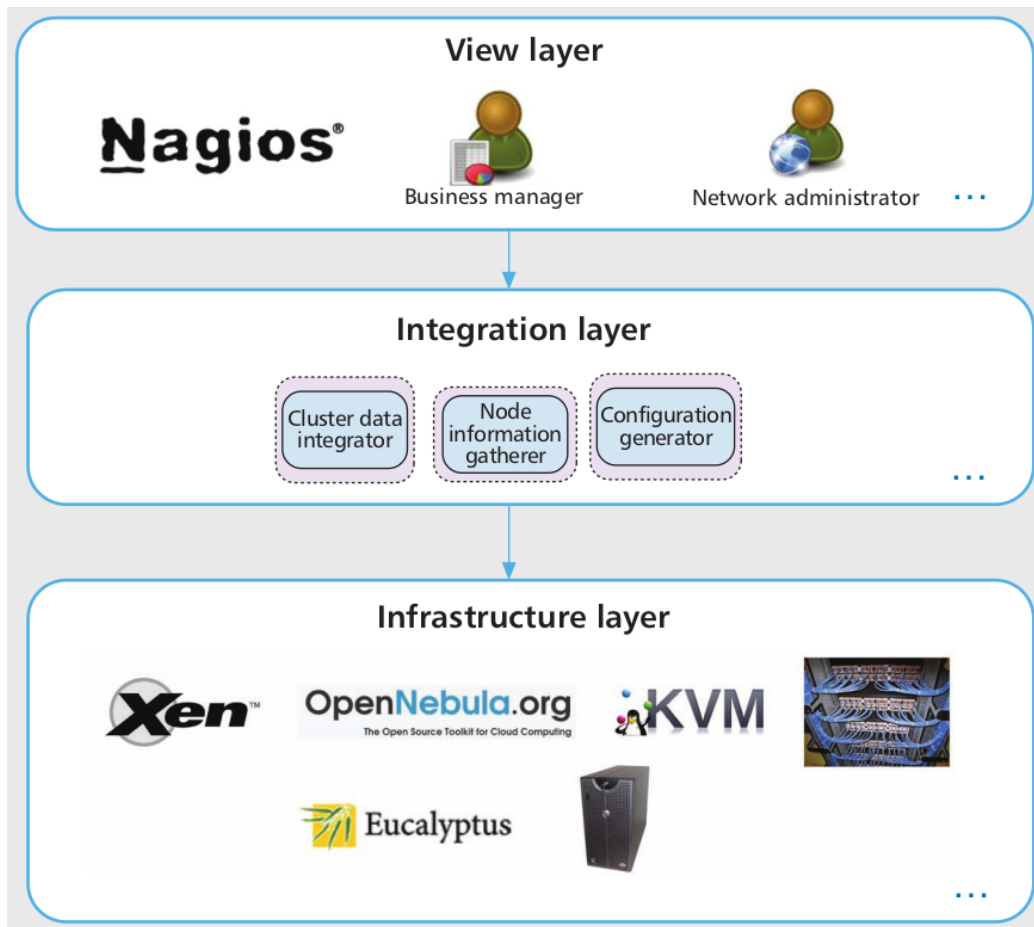 View layer
Nagios®
Business manager
Network administrator
...
Integration layer
Cluster data
integrator
Node
information
gatherer
Configuration
generator
...
Infrastructure layer
Xen™
OpenNebula.org
The Open Source Toolkit for Cloud Computing
KVM
Eucalyptus
...